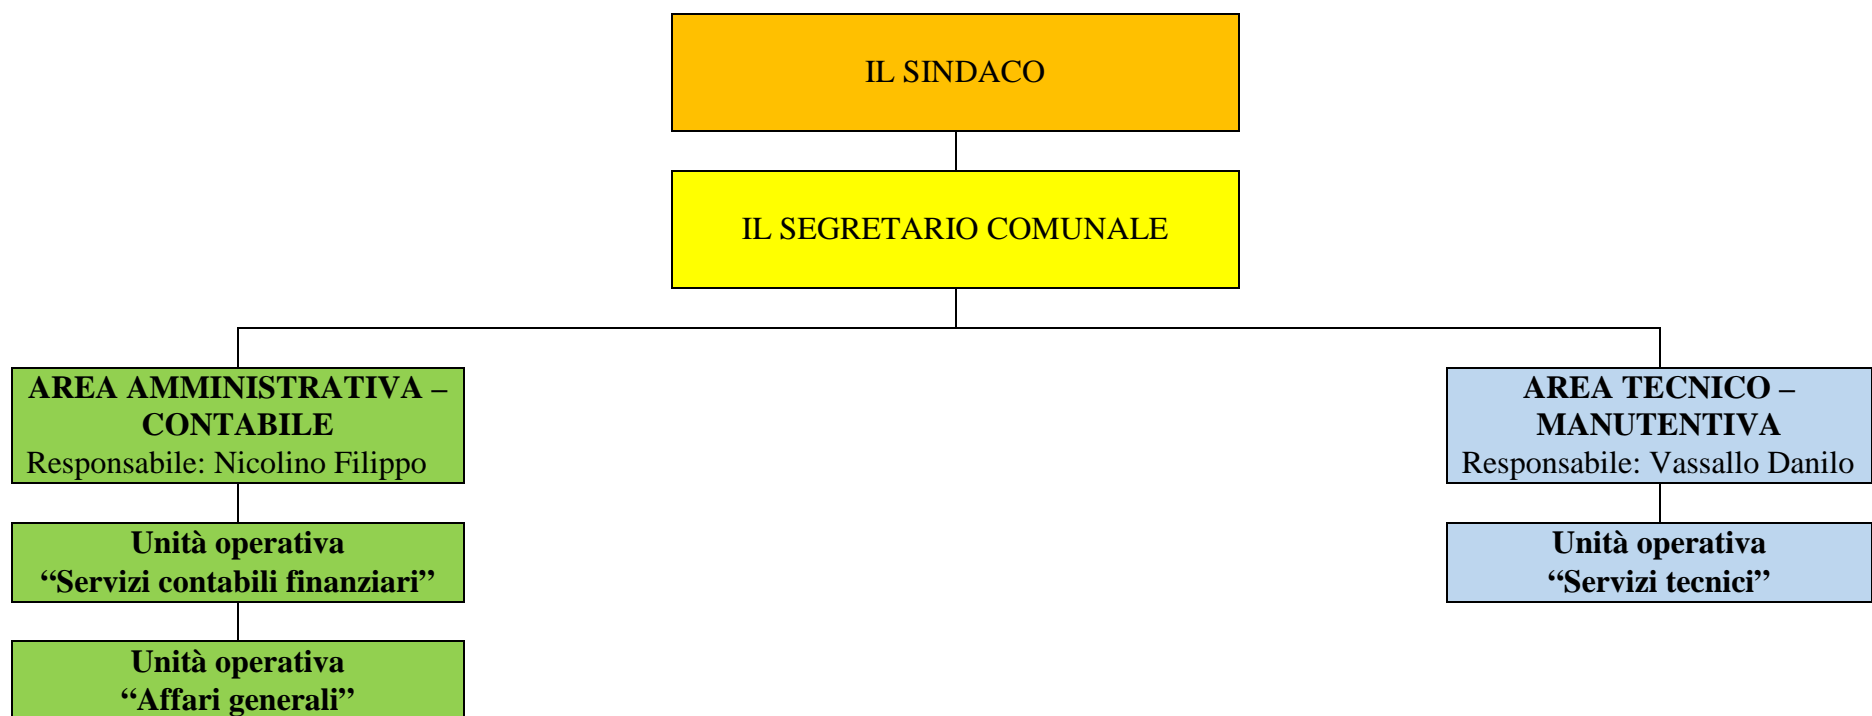 IL SINDACO
IL SEGRETARIO COMUNALE
AREA AMMINISTRATIVA –
CONTABILE
Responsabile: Nicolino Filippo
AREA TECNICO –
MANUTENTIVA
Responsabile: Vassallo Danilo
Unità operativa
“Servizi contabili finanziari”
Unità operativa
“Servizi tecnici”
Unità operativa
“Affari generali”